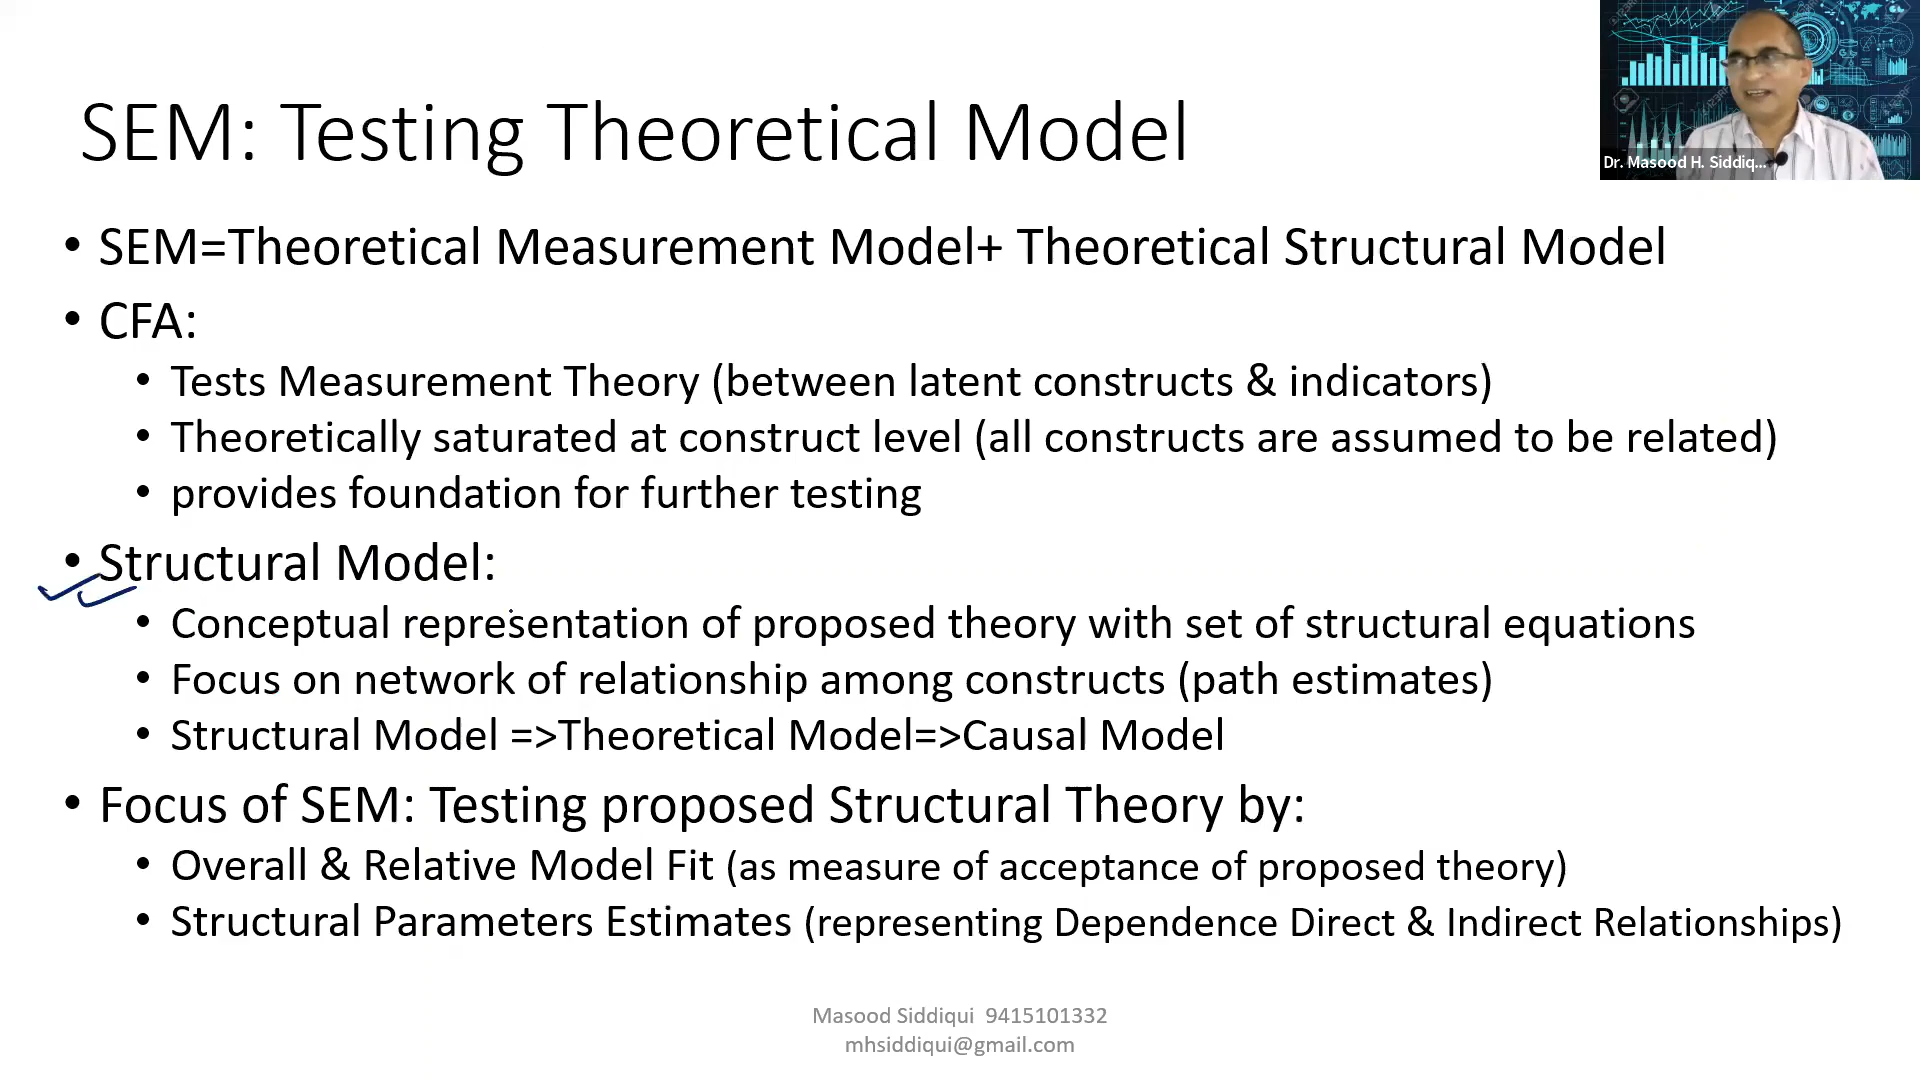 SEM: Testing Theoretical Model
Dr. Masood H. Siddiq...
• SEM=Theoretical Measurement Model+ Theoretical Structural Model
• CFA:
• Tests Measurement Theory (between latent constructs & indicators)
• Theoretically saturated at construct level (all constructs are assumed to be related)
• provides foundation for further testing
• Structural Model:
• Conceptual representation of proposed theory with set of structural equations
• Focus on network of relationship among constructs (path estimates)
• Structural Model =>Theoretical Model=>Causal Model
• Focus of SEM: Testing proposed Structural Theory by:
• Overall & Relative Model Fit (as measure of acceptance of proposed theory)
• Structural Parameters Estimates (representing Dependence Direct & Indirect Relationships)
Masood Siddiqui 9415101332
mhsiddiqui@gmail.com